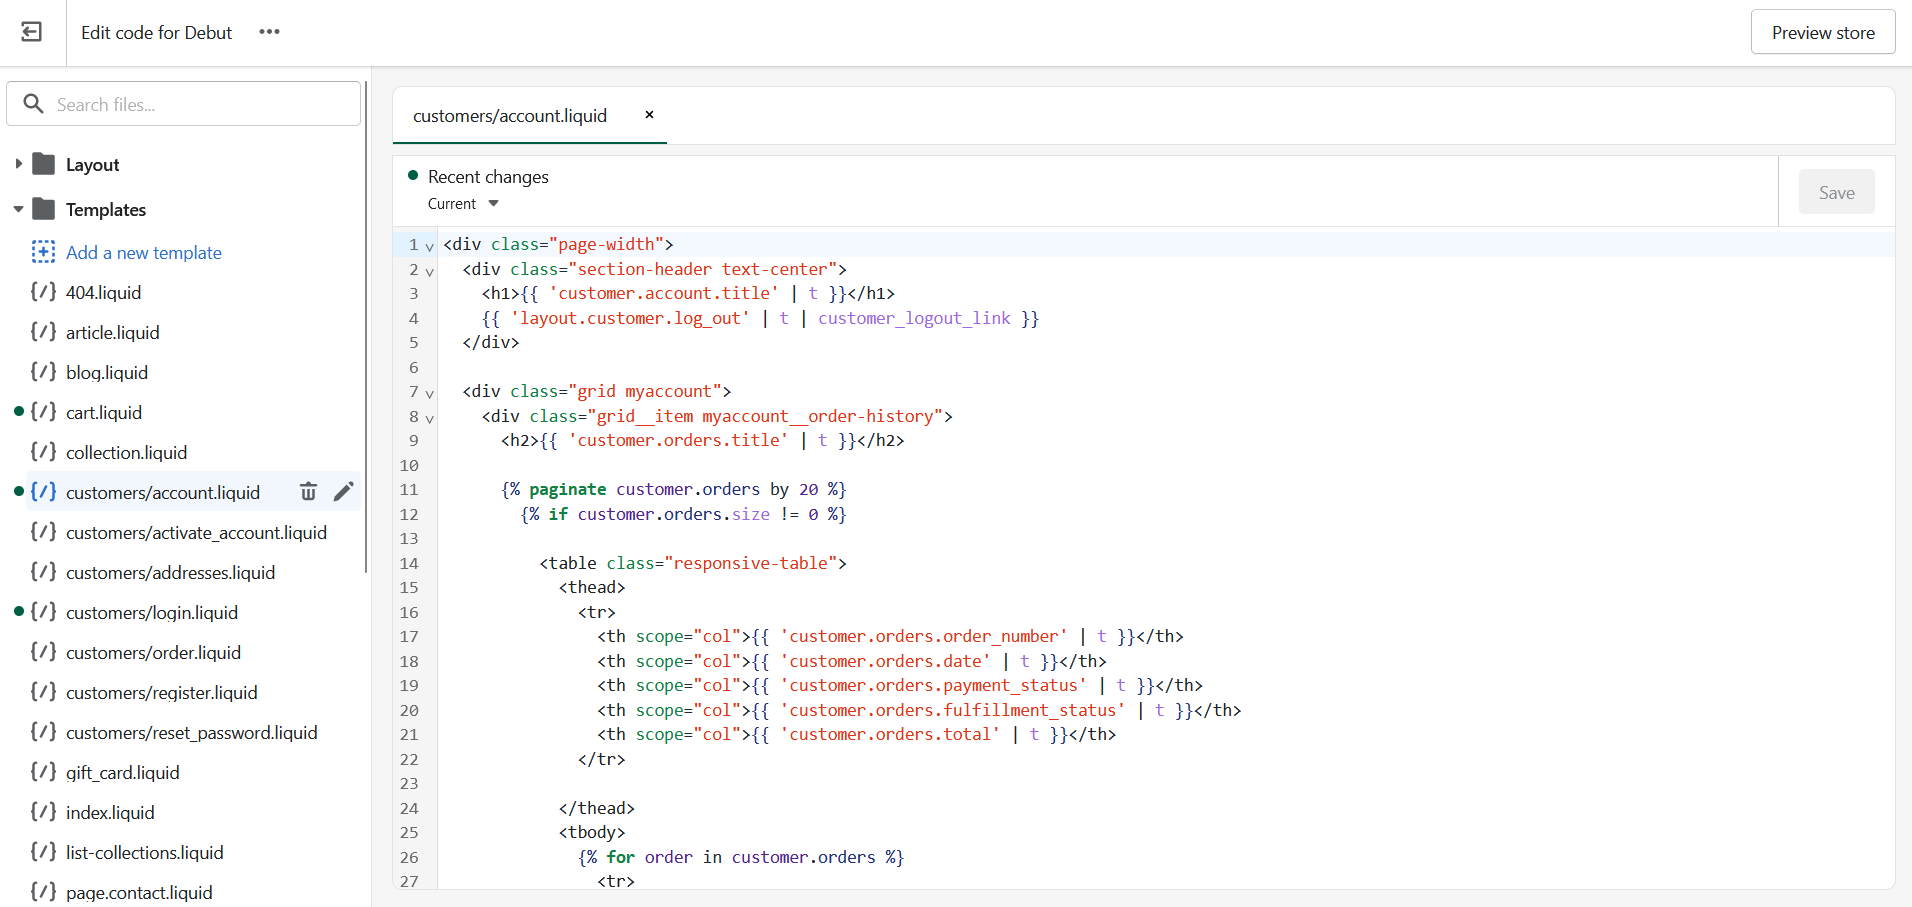 Edit code for Debut
Preview store
Search files...
Layout
Templates
Add a new template
{/} 404.liquid
{/} article.liquid
{/} blog.liquid
{/} cart.liquid
{/} collection.liquid
{/} customers/account.liquid
{/} customers/activate_account.liquid
{/} customers/addresses.liquid
{/} customers/login.liquid
{/} customers/order.liquid
{/} customers/register.liquid
{/} customers/reset_password.liquid
{/} gift_card.liquid
{/} index.liquid
{/} list-collections.liquid
{/} page.contact.liquid
customers/account.liquid ×
Recent changes
Current
Save
1 <div class="page-width">
2 <div class="section-header text-center">
3 <h1>{{ 'customer.account.title' | t }}</h1>
4 {{ 'layout.customer.log_out' | t | customer_logout_link }}
5 </div>
6
7 <div class="grid myaccount">
8 <div class="grid__item myaccount__order-history">
9 <h2>{{ 'customer.orders.title' | t }}</h2>
10
11 {% paginate customer.orders by 20 %}
12 {% if customer.orders.size != 0 %}
13
14 <table class="responsive-table">
15 <thead>
16 <tr>
17 <th scope="col">{{ 'customer.orders.order_number' | t }}</th>
18 <th scope="col">{{ 'customer.orders.date' | t }}</th>
19 <th scope="col">{{ 'customer.orders.payment_status' | t }}</th>
20 <th scope="col">{{ 'customer.orders.fulfillment_status' | t }}</th>
21 <th scope="col">{{ 'customer.orders.total' | t }}</th>
22 </tr>
23
24 </thead>
25 <tbody>
26 {% for order in customer.orders %}
27 <tr>